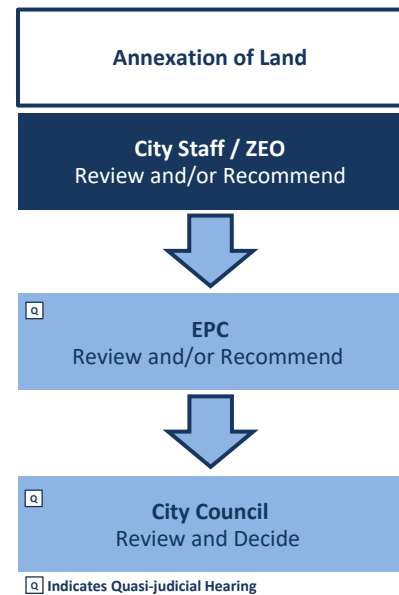 Annexation of Land
City Staff / ZEO
Review and/or Recommend
Q
EPC
Review and/or Recommend
Q
City Council
Review and Decide
Q Indicates Quasi-judicial Hearing